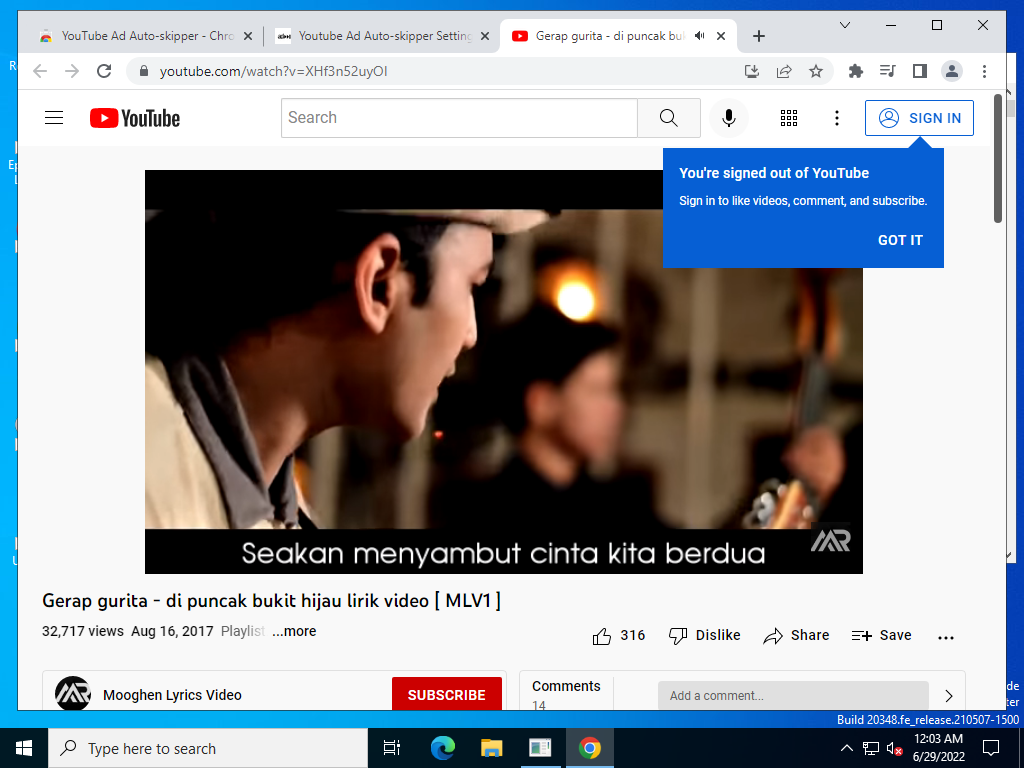 YouTube Ad Auto-skipper - Chro
Youtube Ad Auto-skipper Setting
Gerap gurita - di puncak buk
youtube.com/watch?v=XHf3n52uyOI
YouTube
Search
SIGN IN
You're signed out of YouTube
Sign in to like videos, comment, and subscribe.
GOT IT
Seakan menyambut cinta kita berdua
MR
Gerap gurita - di puncak bukit hijau lirik video [ MLV1 ]
32,717 views Aug 16, 2017 Playlist ...more
316 Dislike Share Save
Mooghen Lyrics Video
SUBSCRIBE
Comments
14
Add a comment...
Build 20348.fe_release.210507-1500
Type here to search
12:03 AM
6/29/2022